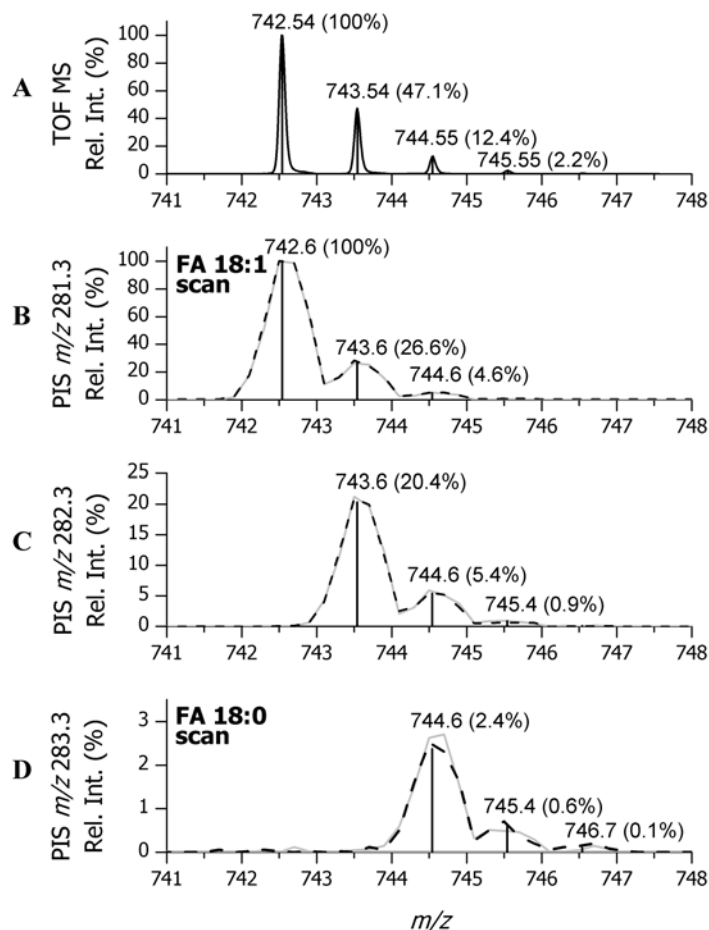 A
TOF MS
Rel. Int. (%)
100
80
60
40
20
0
742.54 (100%)
743.54 (47.1%)
744.55 (12.4%)
745.55 (2.2%)
741 742 743 744 745 746 747 748
B
PIS m/z 281.3
Rel. Int. (%)
100
80
60
40
20
0
FA 18:1
scan
742.6 (100%)
743.6 (26.6%)
744.6 (4.6%)
741 742 743 744 745 746 747 748
C
PIS m/z 282.3
Rel. Int. (%)
25
20
15
10
5
0
743.6 (20.4%)
744.6 (5.4%)
745.4 (0.9%)
741 742 743 744 745 746 747 748
D
PIS m/z 283.3
Rel. Int. (%)
3
2
1
0
FA 18:0
scan
744.6 (2.4%)
745.4 (0.6%)
746.7 (0.1%)
741 742 743 744 745 746 747 748
m/z